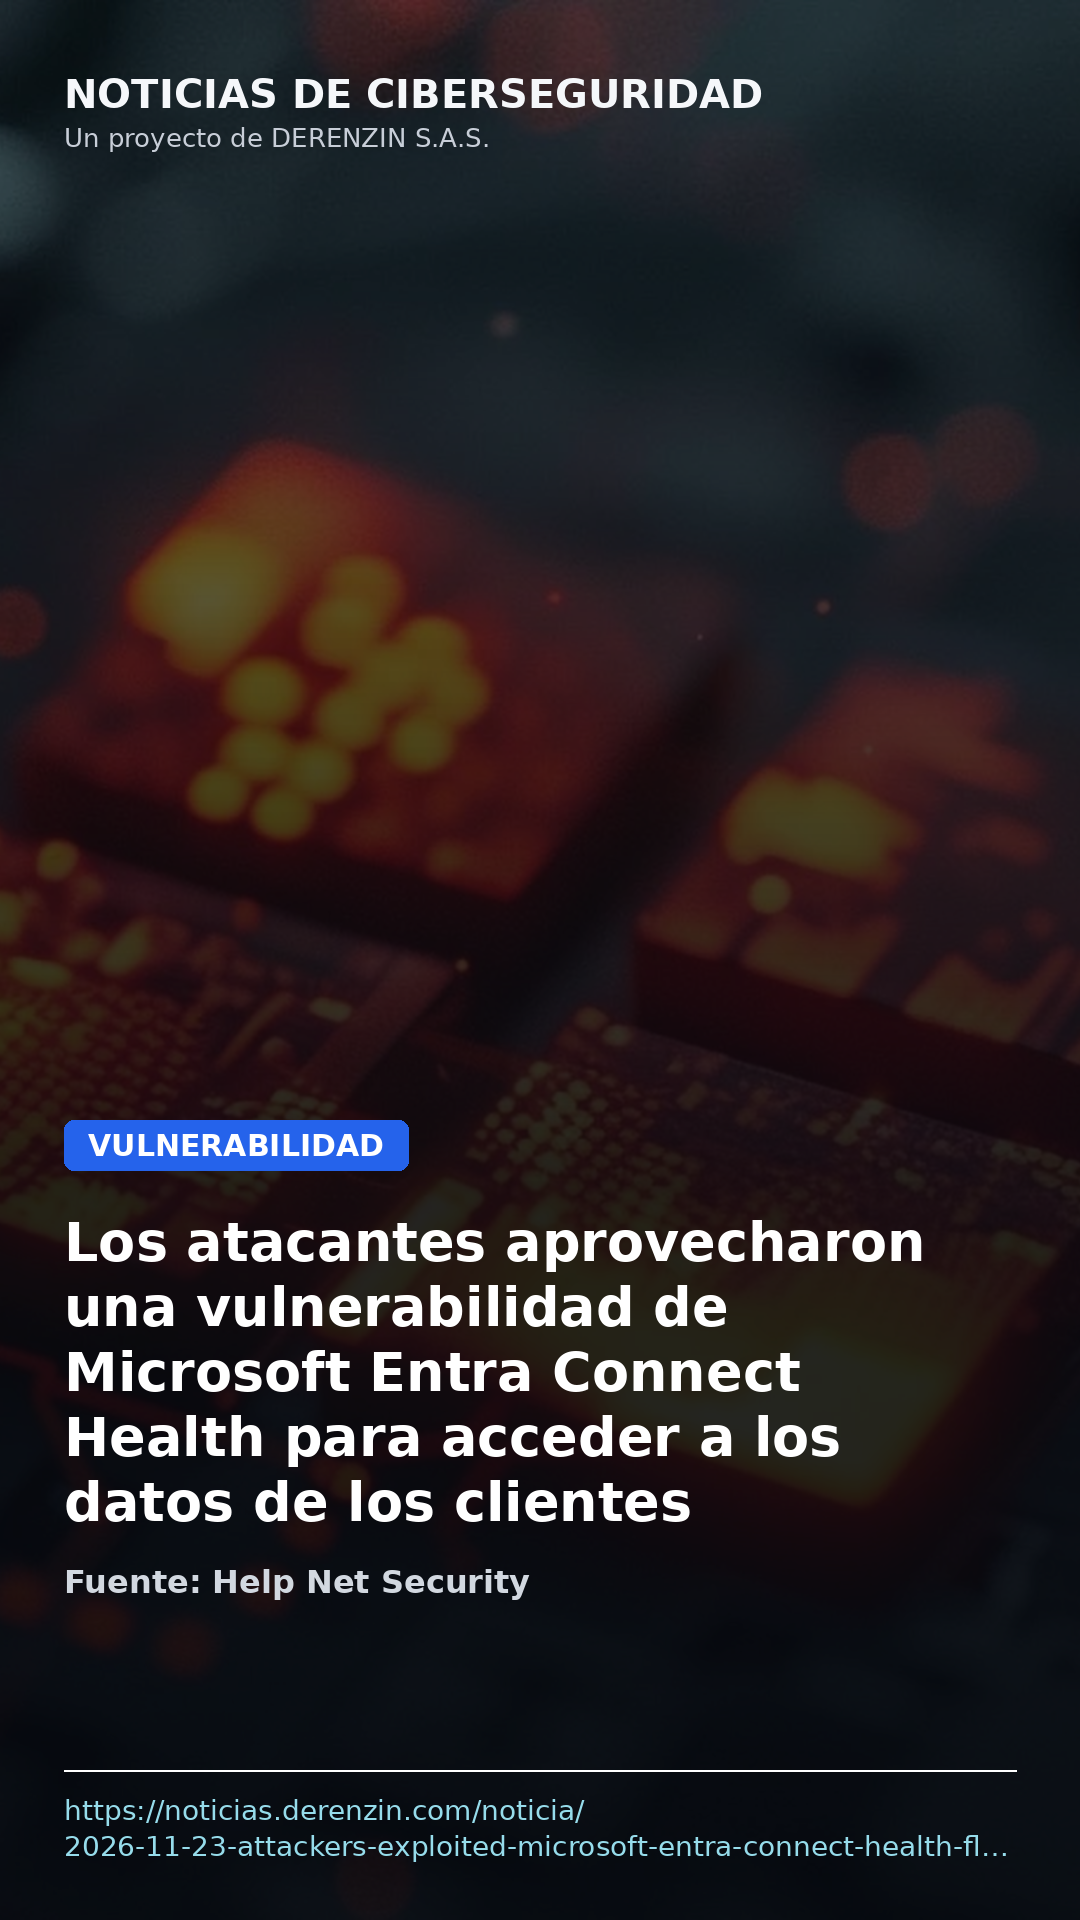 NOTICIAS DE CIBERSEGURIDAD
Un proyecto de DERENZIN S.A.S.
VULNERABILIDAD
Los atacantes aprovecharon
una vulnerabilidad de
Microsoft Entra Connect
Health para acceder a los
datos de los clientes
Fuente: Help Net Security
https://noticias.derenzin.com/noticia/
2026-11-23-attackers-exploited-microsoft-entra-connect-health-fl…